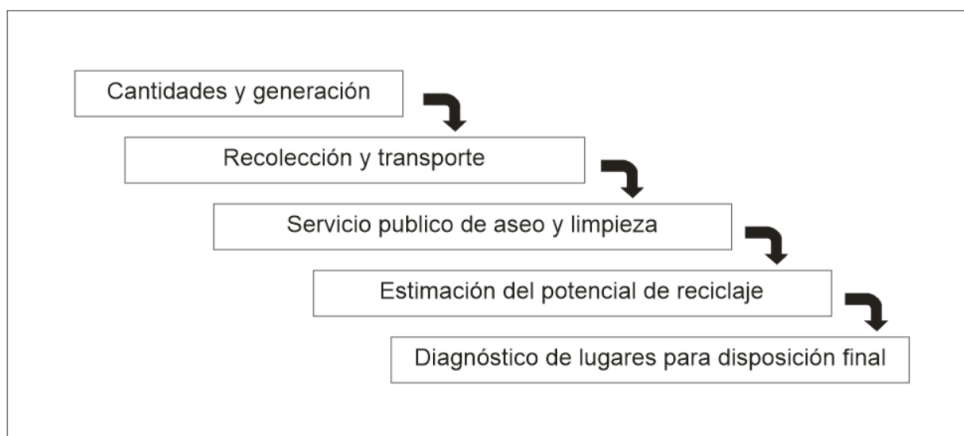 Cantidades y generación
Recolección y transporte
Servicio publico de aseo y limpieza
Estimación del potencial de reciclaje
Diagnóstico de lugares para disposición final